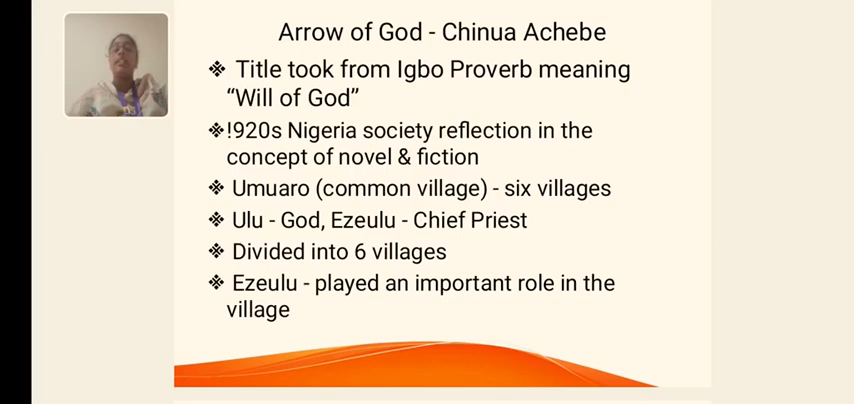 Arrow of God - Chinua Achebe
❖ Title took from Igbo Proverb meaning
“Will of God”
❖!920s Nigeria society reflection in the
concept of novel & fiction
❖ Umuaro (common village) - six villages
❖ Ulu - God, Ezeulu - Chief Priest
❖ Divided into 6 villages
❖ Ezeulu - played an important role in the
village